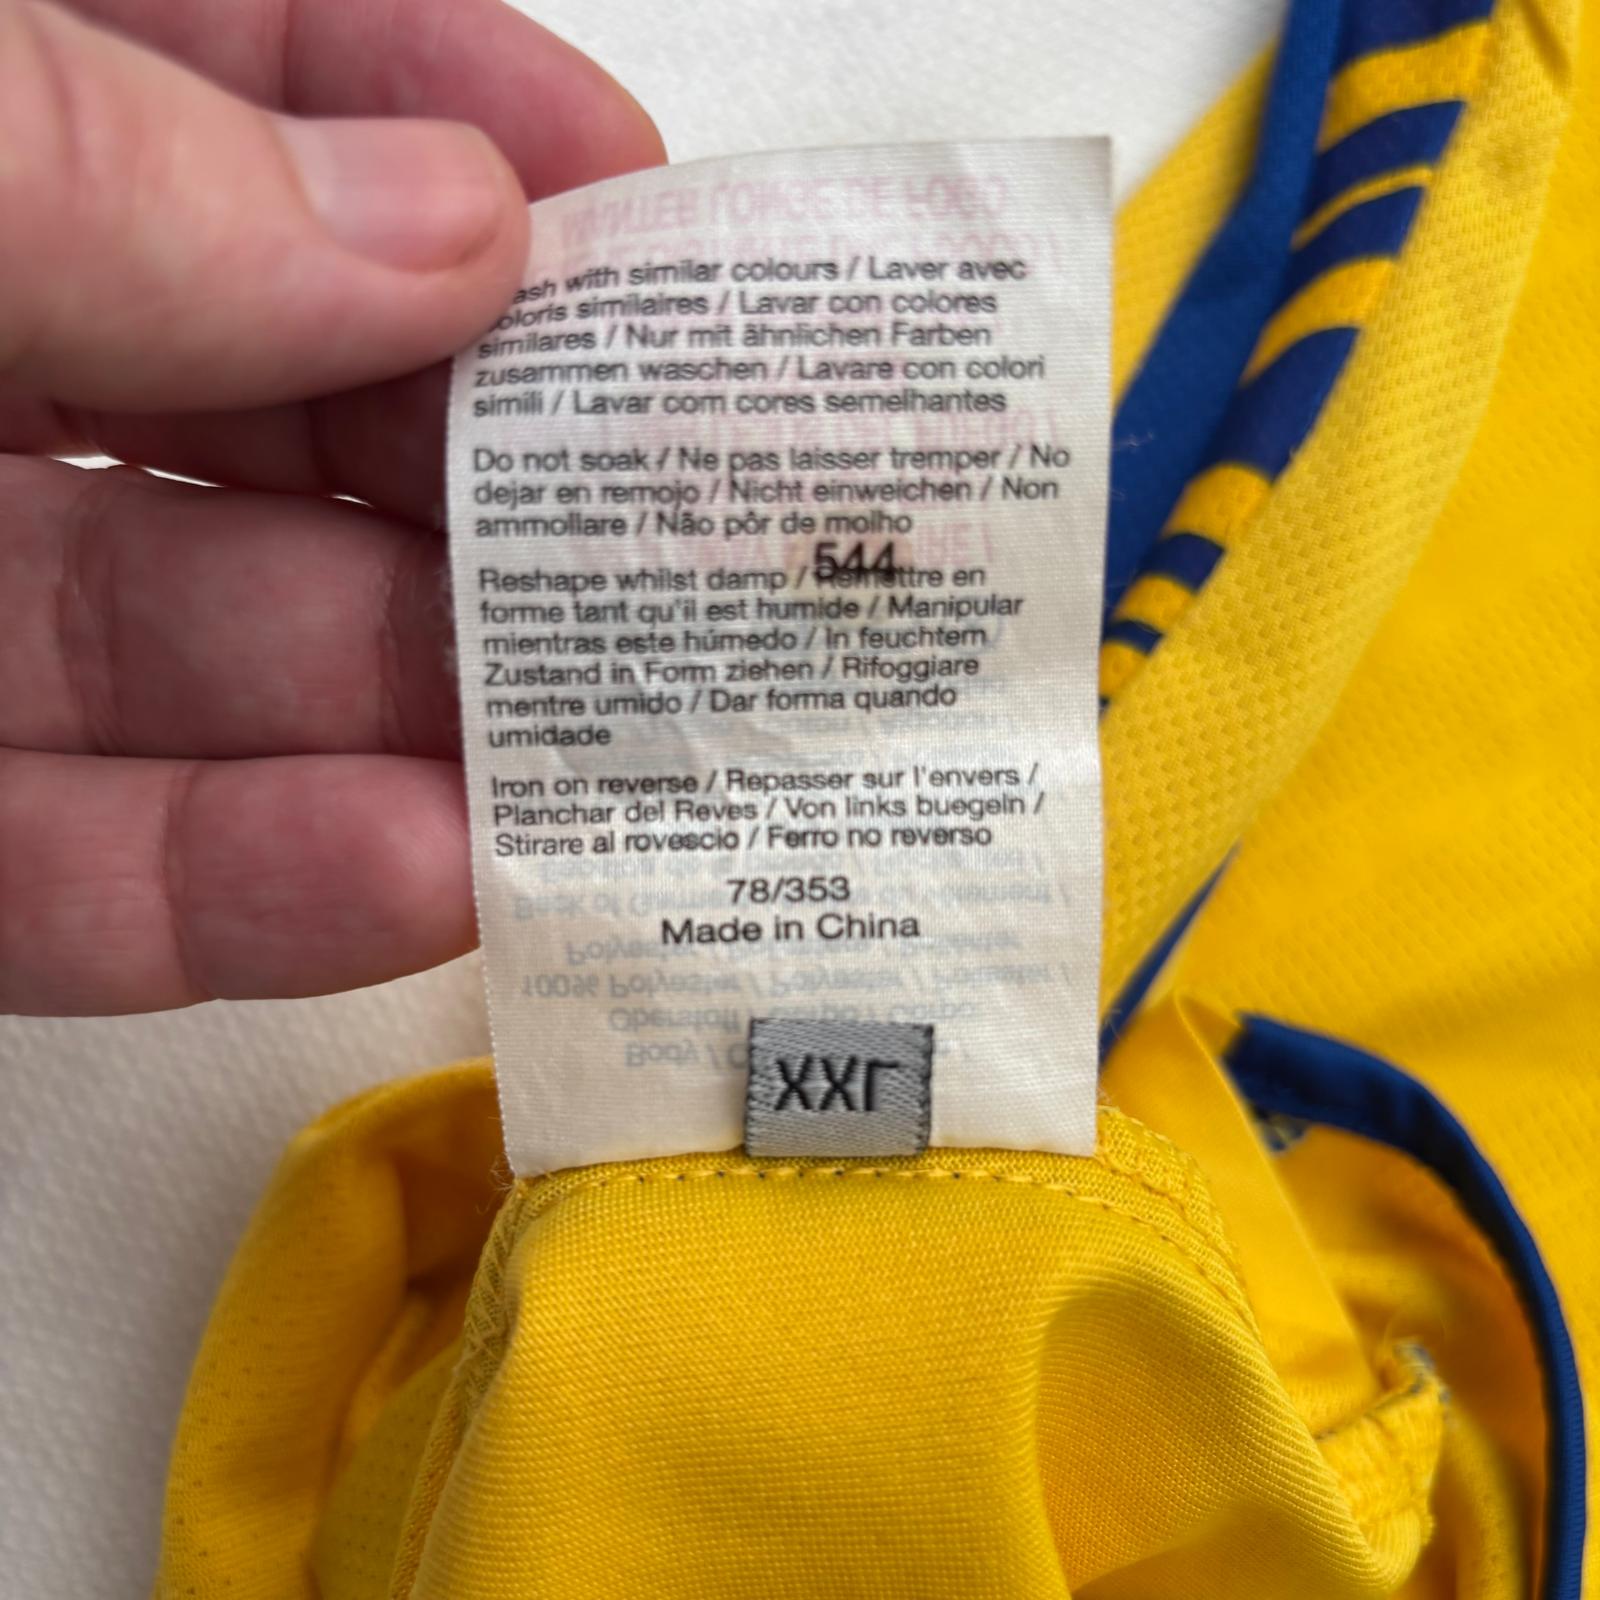 with similar colours / Laver avec
similaires / Lavar con colores
similares / Nur mit ähnlichen Farben
zusammen waschen / Lavare con colori
simili / Lavar com cores semelhantes
Do not soak / Ne pas laisser tremper / No
dejar en remojo / Nicht einweichen / Non
ammollare / Não pôr de molho
544
Reshape whilst damp / Remettre en
forme tant qu'il est humide / Manipular
mientras este húmedo / In feuchtem
Zustand in Form ziehen / Rifoggiare
mentre umido / Dar forma quando
umidade
Iron on reverse / Repasser sur l'envers /
Planchar del Reves / Von links buegeln /
Stirare al rovescio / Ferro no reverso
78/353
Made in China
XXL